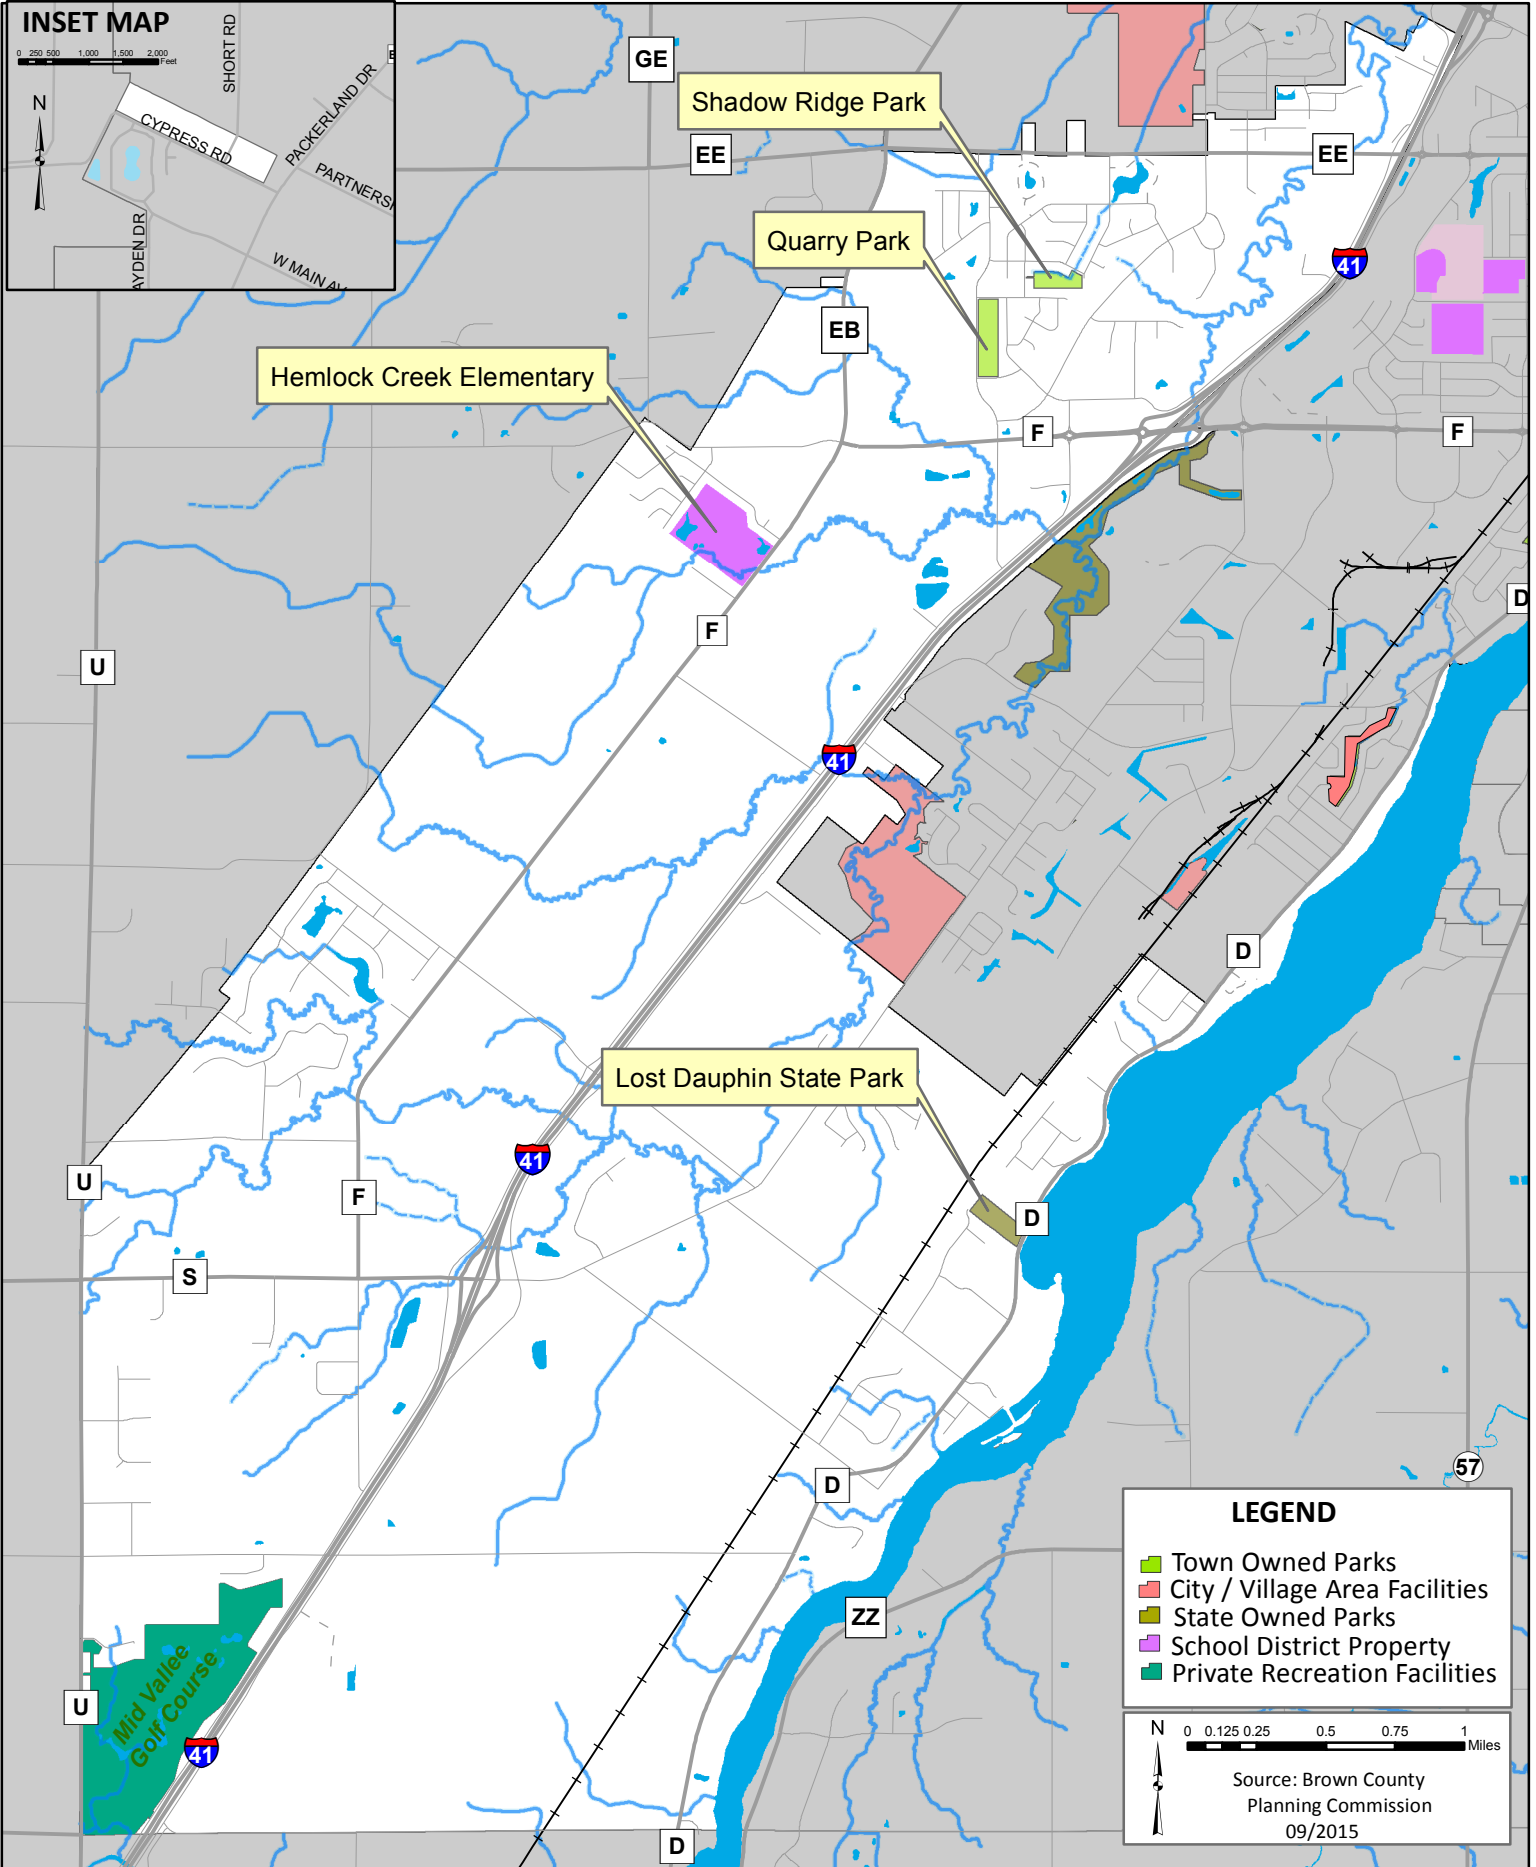 INSET MAP
0 250 500 1,000 1,500 2,000
Feet
N
SHORT RD
CYPRESS RD
PACKERLAND DR
PARTNERS
AYDEN DR
W MAIN AV
GE
Shadow Ridge Park
EE
EE
Quarry Park
41
EB
Hemlock Creek Elementary
F
F
D
F
U
41
D
Lost Dauphin State Park
41
U
F
D
S
57
D
LEGEND
Town Owned Parks
City / Village Area Facilities
State Owned Parks
School District Property
Private Recreation Facilities
ZZ
Mid Vallee
Golf Course
U
41
N
0 0.125 0.25 0.5 0.75 1
Miles
Source: Brown County
Planning Commission
09/2015
D